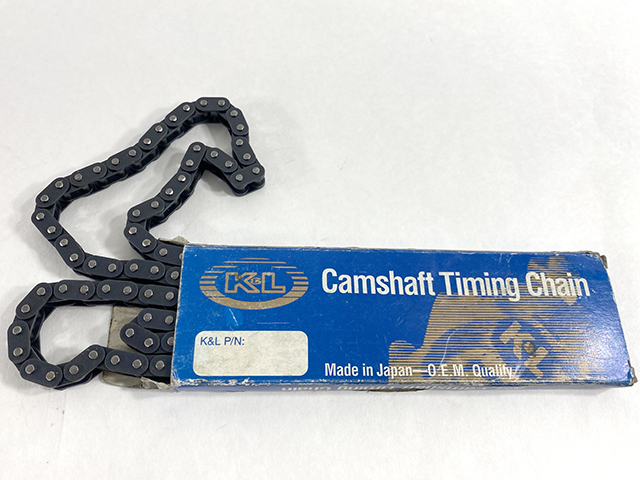 K&L
Camshaft Timing Chain
K&L P/N:
K&L
Made in Japan—O.E.M. Quality